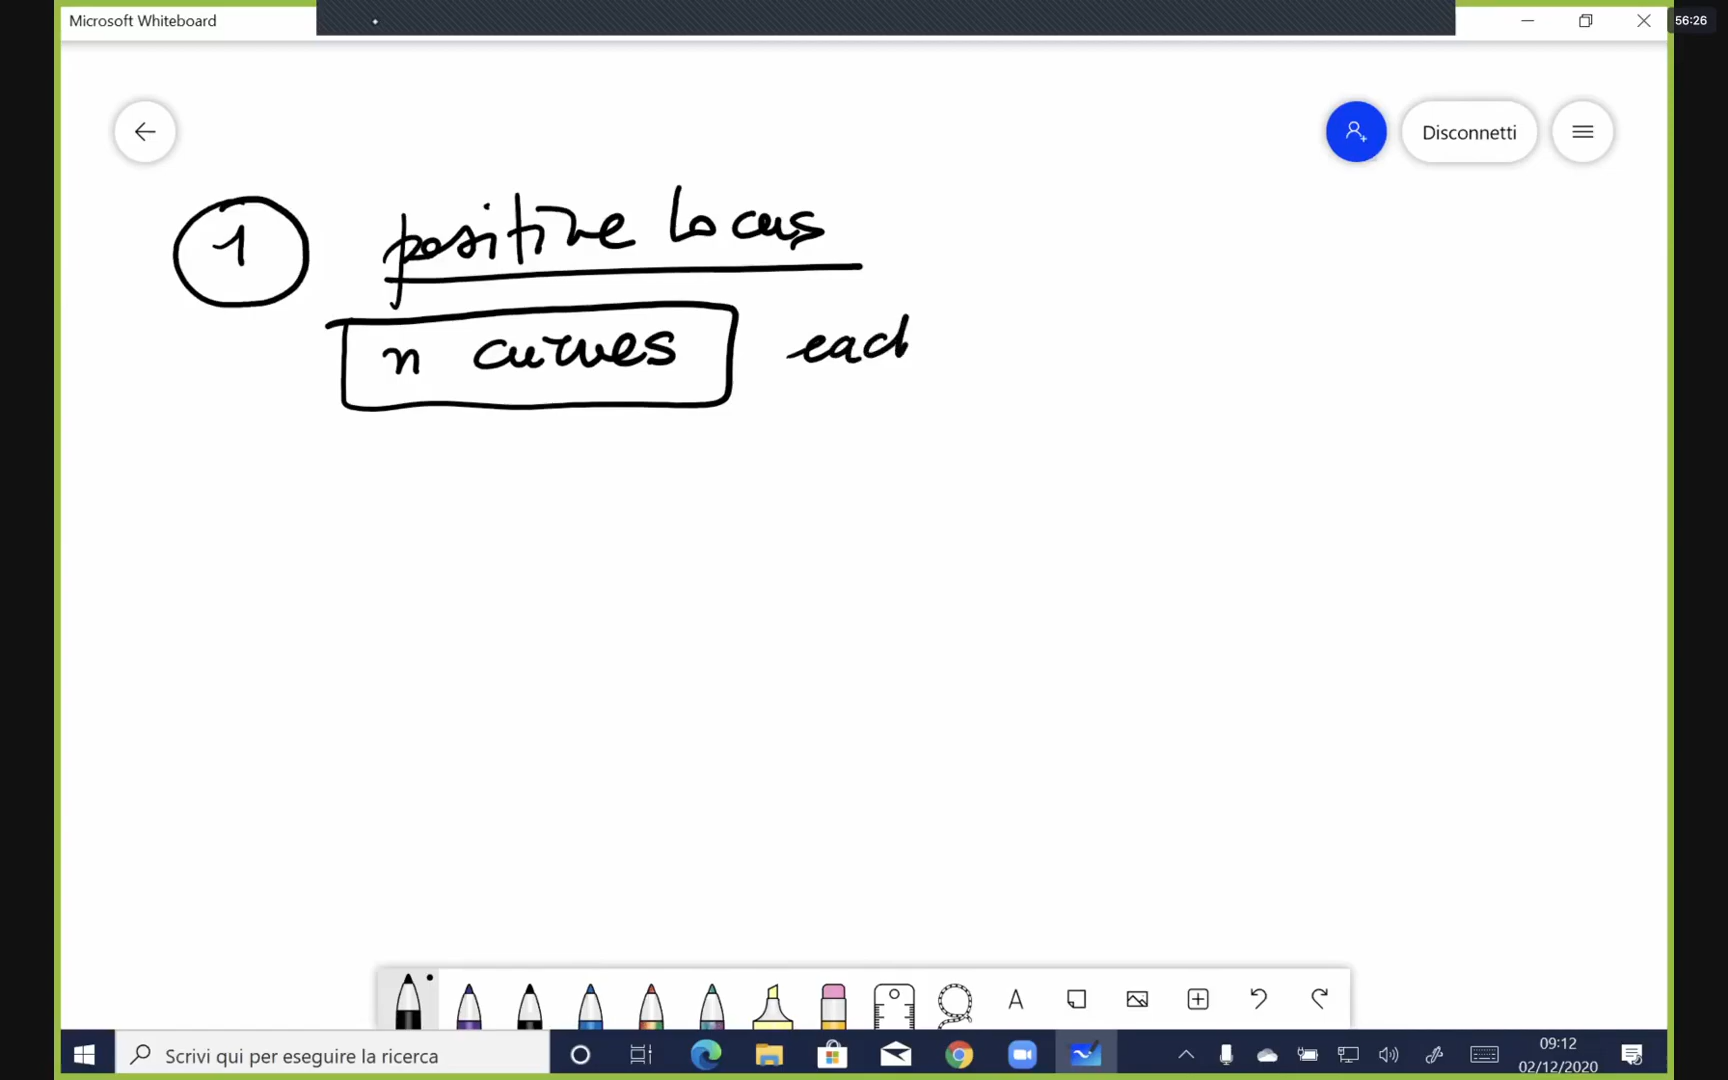 Microsoft Whiteboard
56:26
Disconnetti
1 positive locus
n curves each
A
Scrivi qui per eseguire la ricerca
09:12
02/12/2020